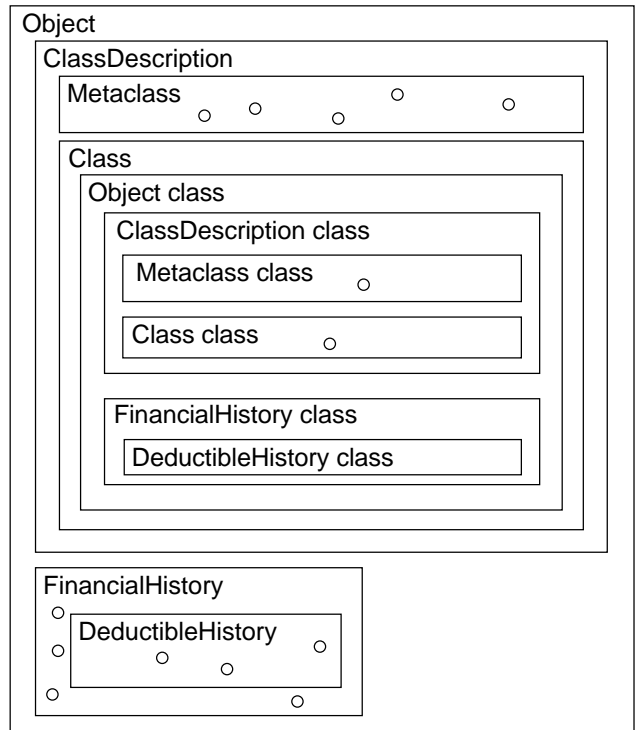 Object
ClassDescription
Metaclass
Class
Object class
ClassDescription class
Metaclass class
Class class
FinancialHistory class
DeductibleHistory class
FinancialHistory
DeductibleHistory